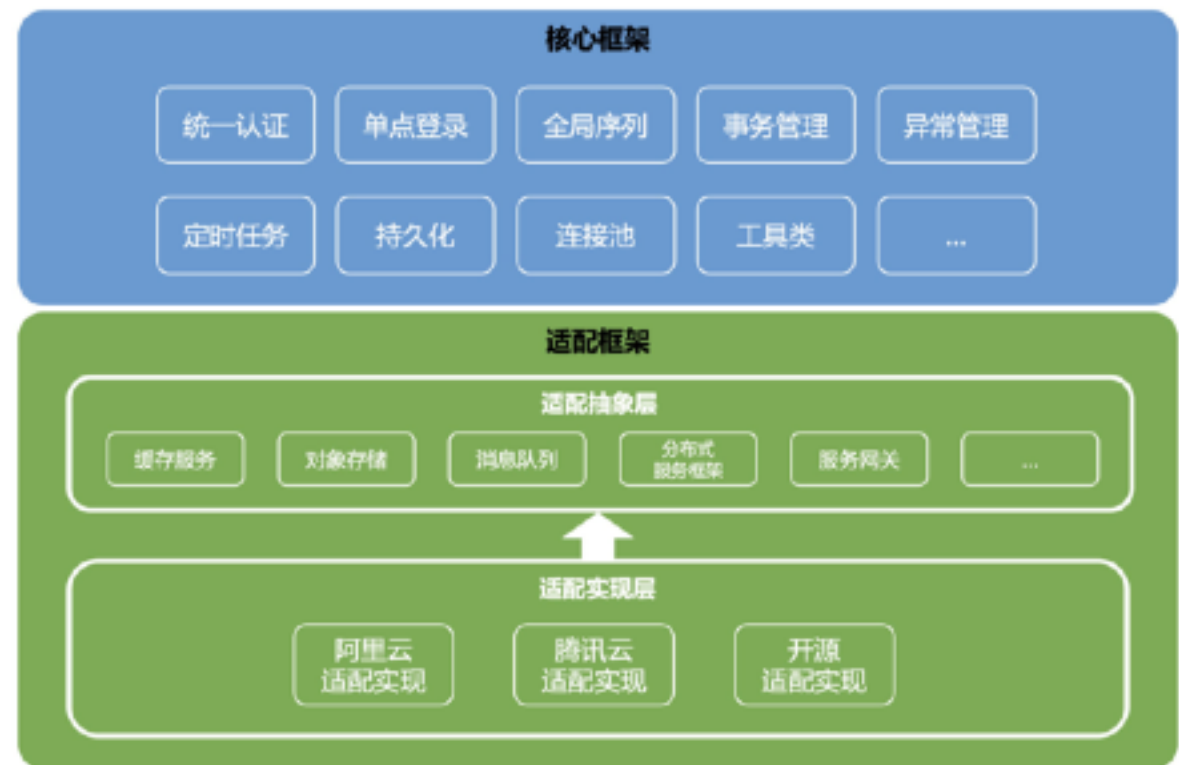 核心框架
统一认证
单点登录
全局序列
事务管理
异常管理
定时任务
持久化
连接池
工具类
...
适配框架
适配抽象层
缓存服务
对象存储
消息队列
分布式
服务框架
服务网关
...
适配实现层
阿里云
适配实现
腾讯云
适配实现
开源
适配实现